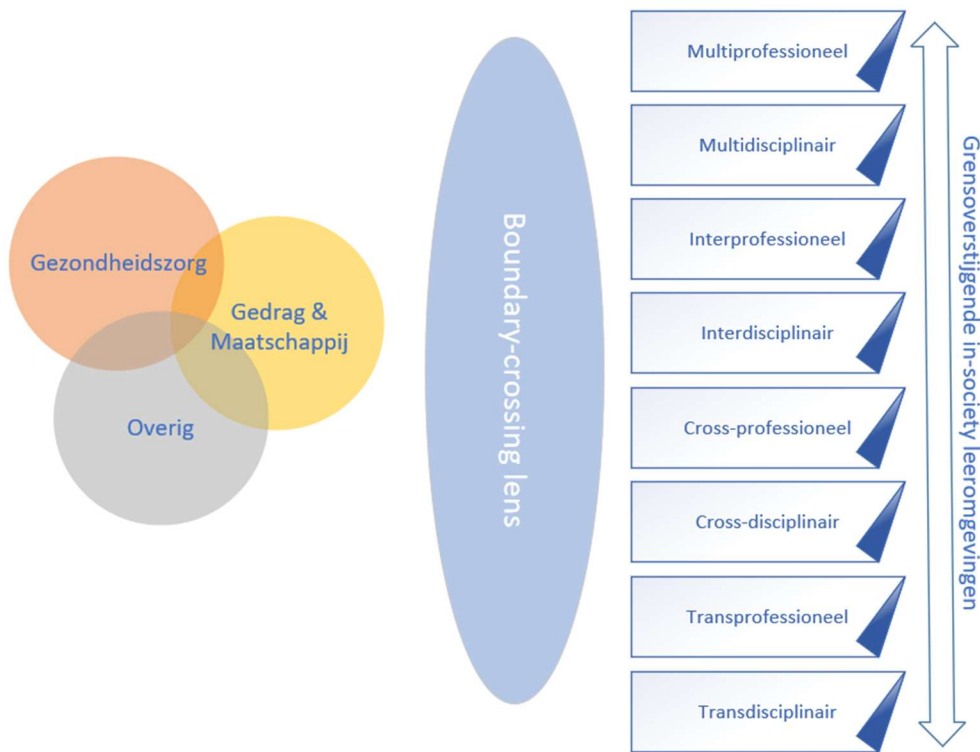 Gezondheidszorg
Gedrag &
Maatschappij
Overig
Boundary-crossing lens
Multiprofessioneel
Multidisciplinair
Interprofessioneel
Interdisciplinair
Cross-professioneel
Cross-disciplinair
Transprofessioneel
Transdisciplinair
Grensoverstijgende in-society leeromgevingen